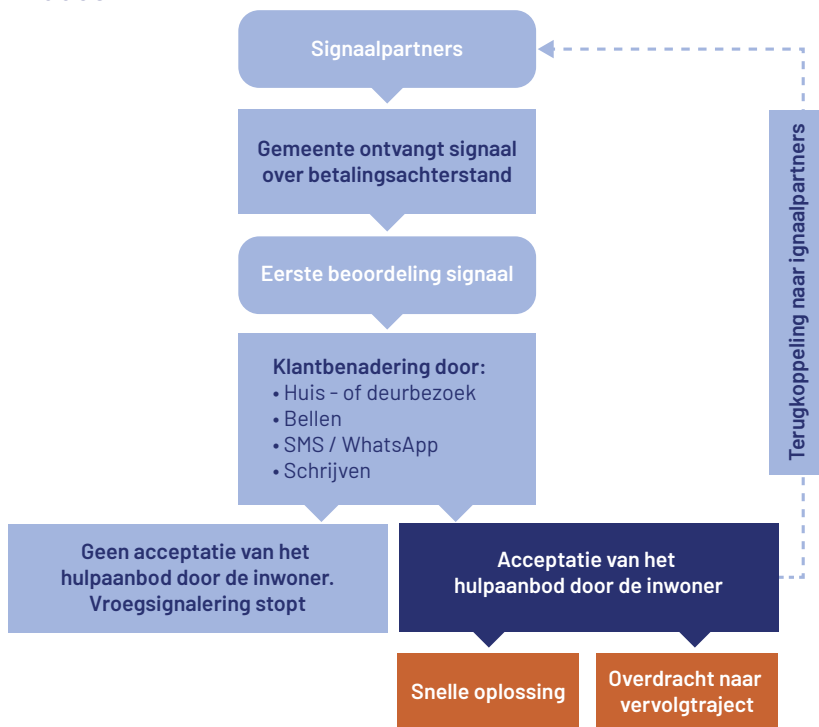 Signaalpartners
Gemeente ontvangt signaal
over betalingsachterstand
Eerste beoordeling signaal
Klantbenadering door:
• Huis - of deurbezoek
• Bellen
• SMS / WhatsApp
• Schrijven
Geen acceptatie van het
hulpaanbod door de inwoner.
Vroegsignalering stopt
Acceptatie van het
hulpaanbod door de inwoner
Snelle oplossing
Overdracht naar
vervolgtraject
Terugkoppeling naar ignaalpartners